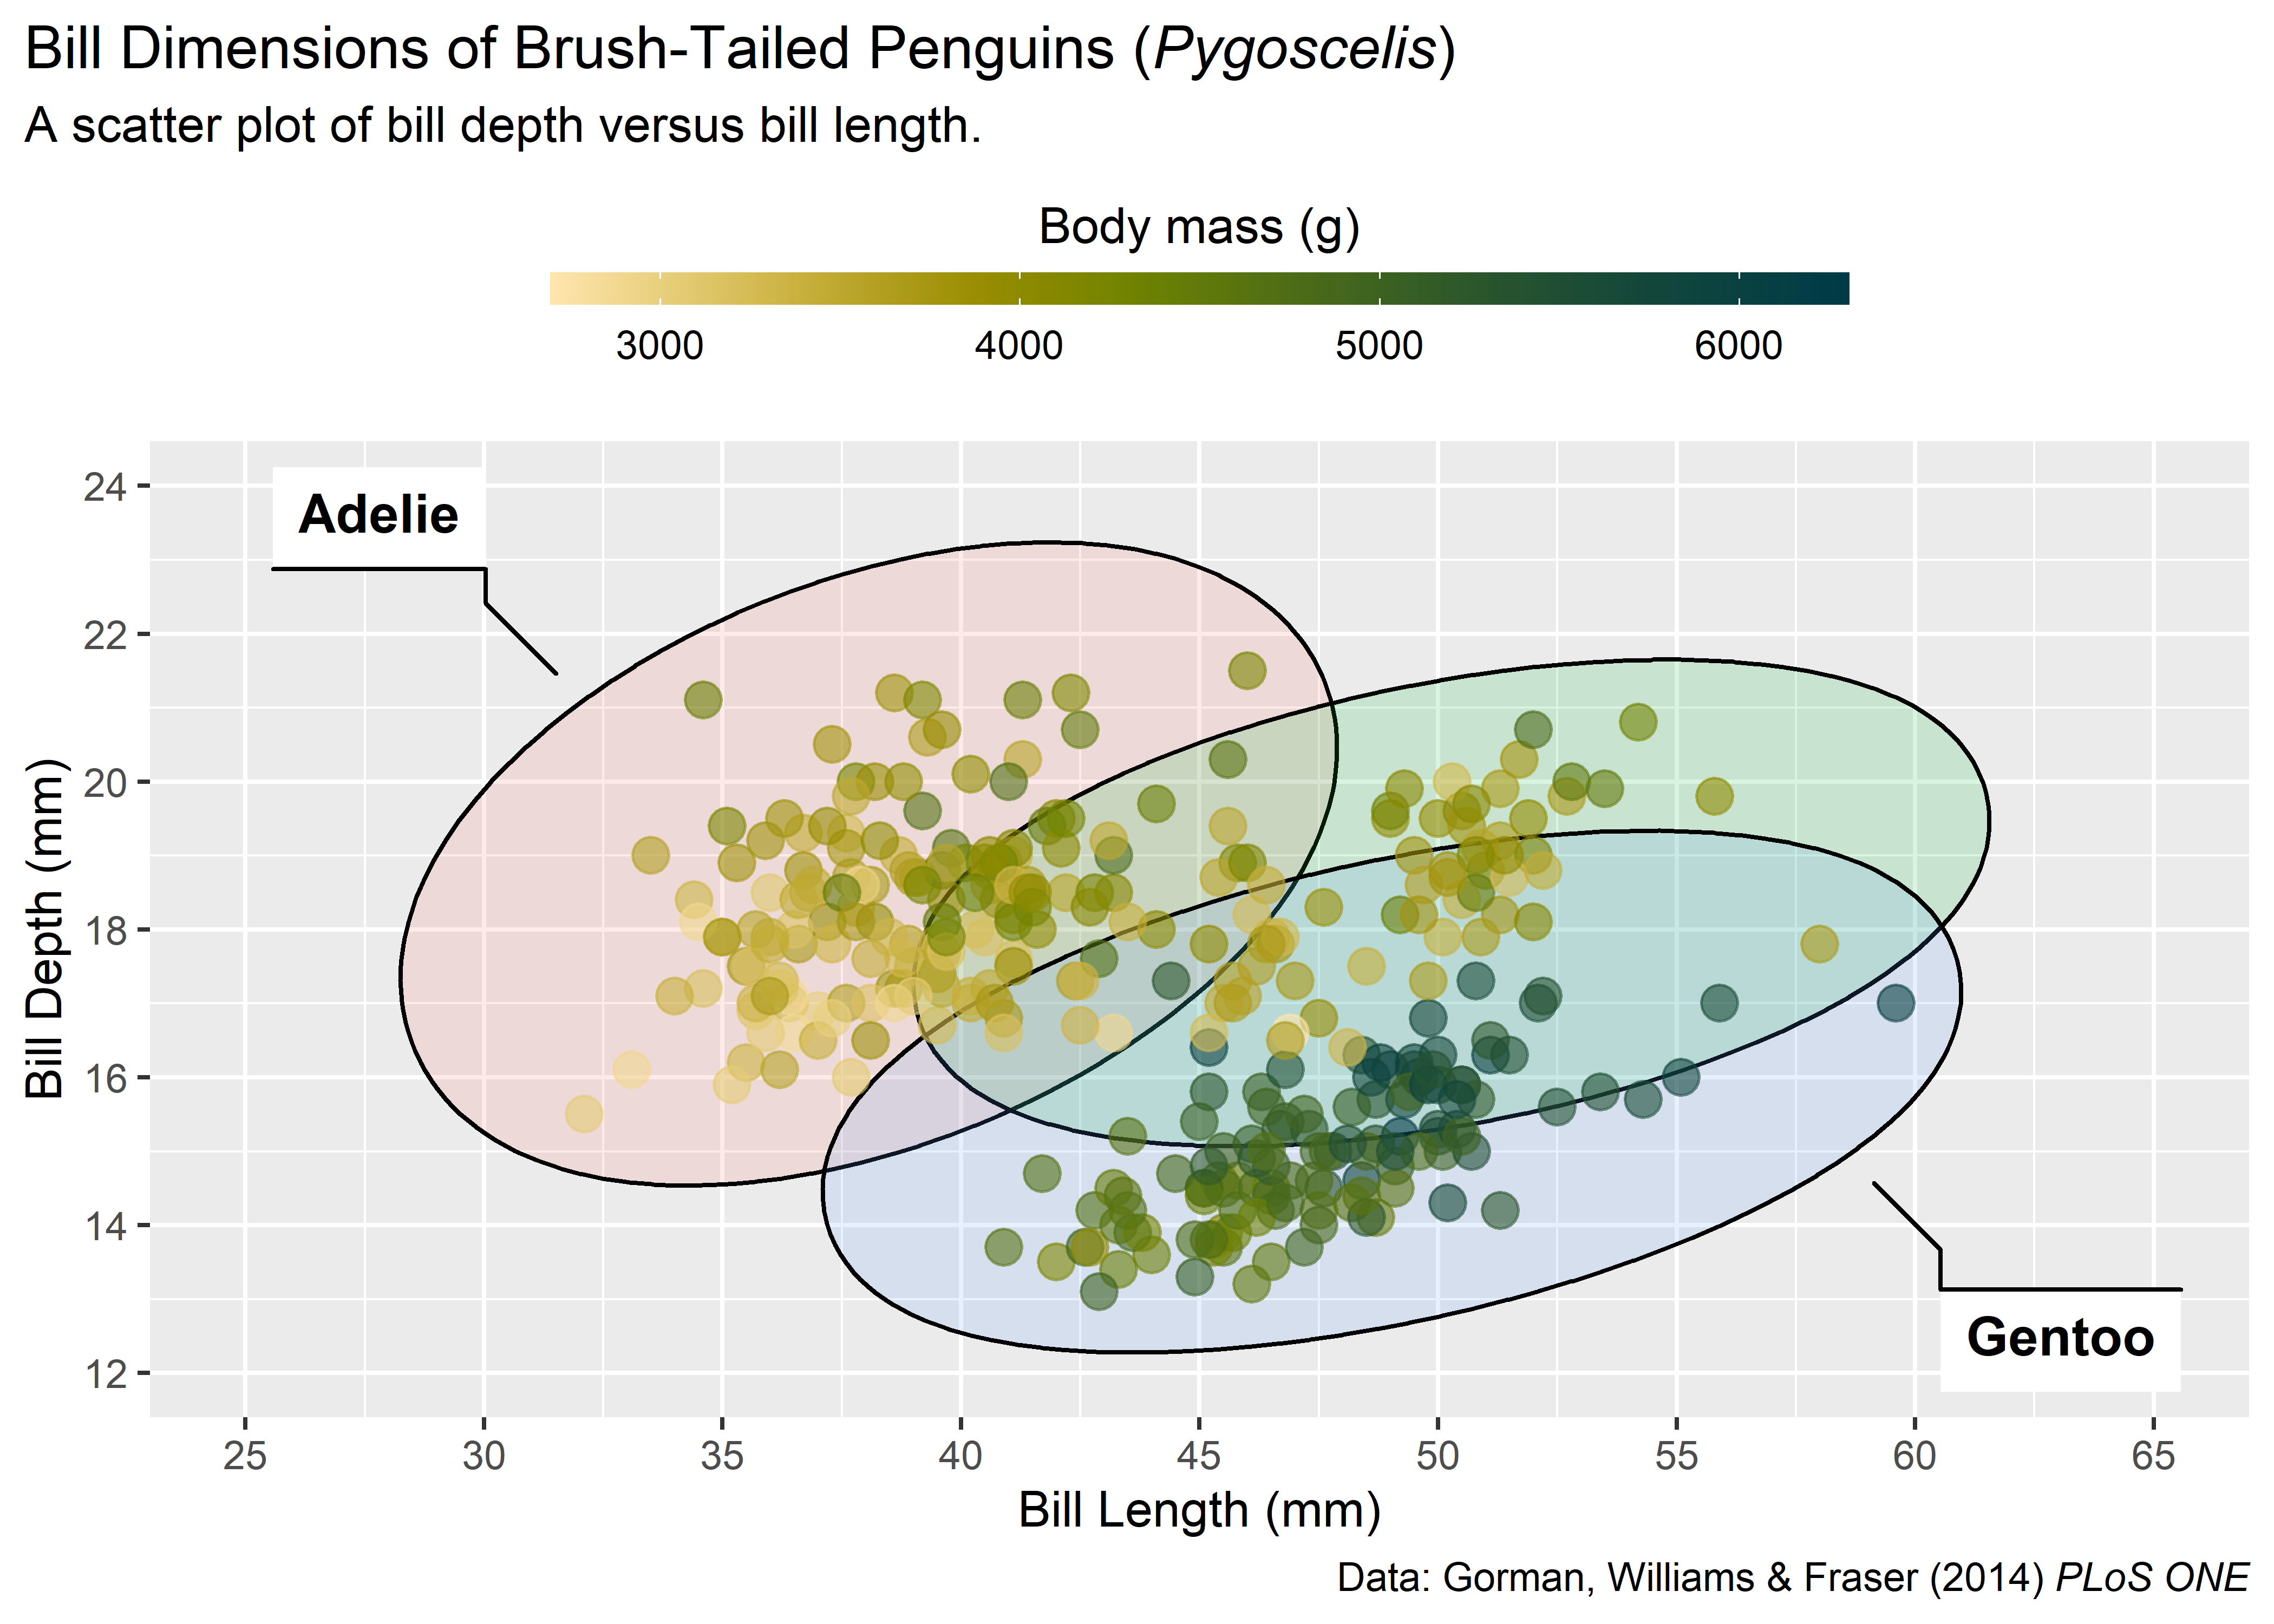 Bill Dimensions of Brush-Tailed Penguins (Pygoscelis)
A scatter plot of bill depth versus bill length.
Body mass (g)
3000 4000 5000 6000
24
Adelie
22
20
18
16
14
12
Gentoo
Bill Depth (mm)
25 30 35 40 45 50 55 60 65
Bill Length (mm)
Data: Gorman, Williams & Fraser (2014) PLoS ONE